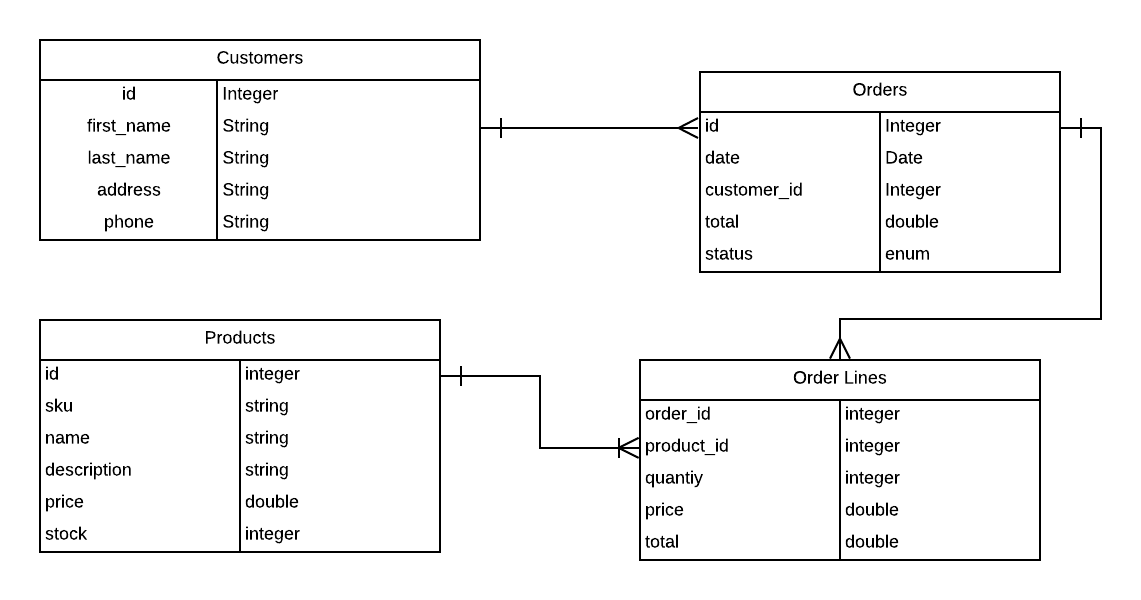 Customers
id Integer
first_name String
last_name String
address String
phone String
Orders
id Integer
date Date
customer_id Integer
total double
status enum
Products
id integer
sku string
name string
description string
price double
stock integer
Order Lines
order_id integer
product_id integer
quantiy integer
price double
total double